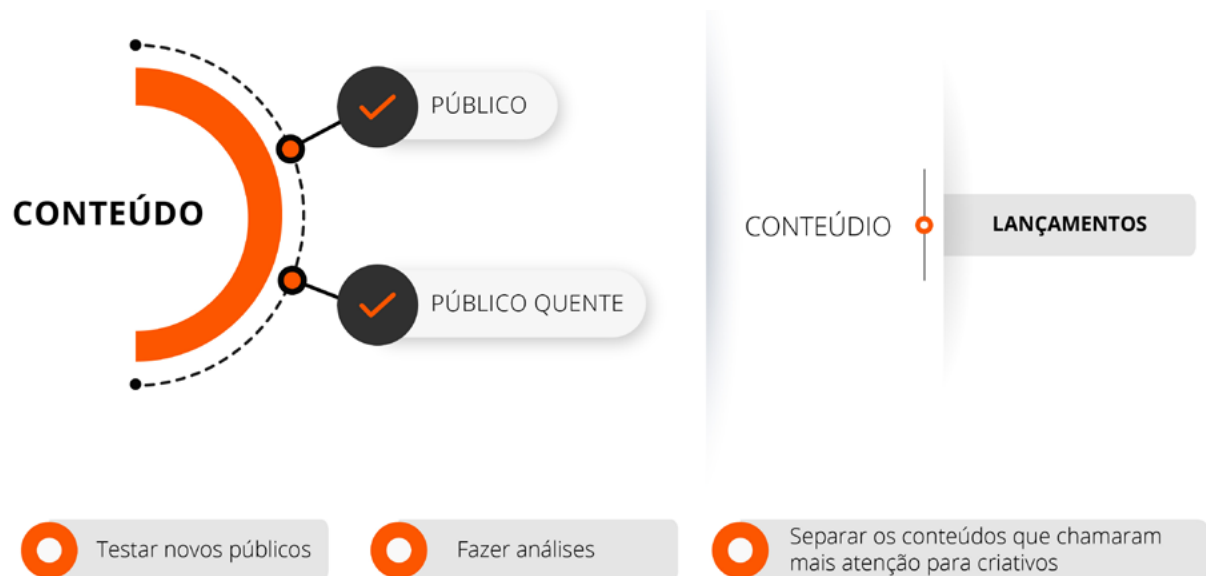 PÚBLICO
CONTEÚDO
PÚBLICO QUENTE
CONTEÚDIO
LANÇAMENTOS
Testar novos públicos
Fazer análises
Separar os conteúdos que chamaram
mais atenção para criativos